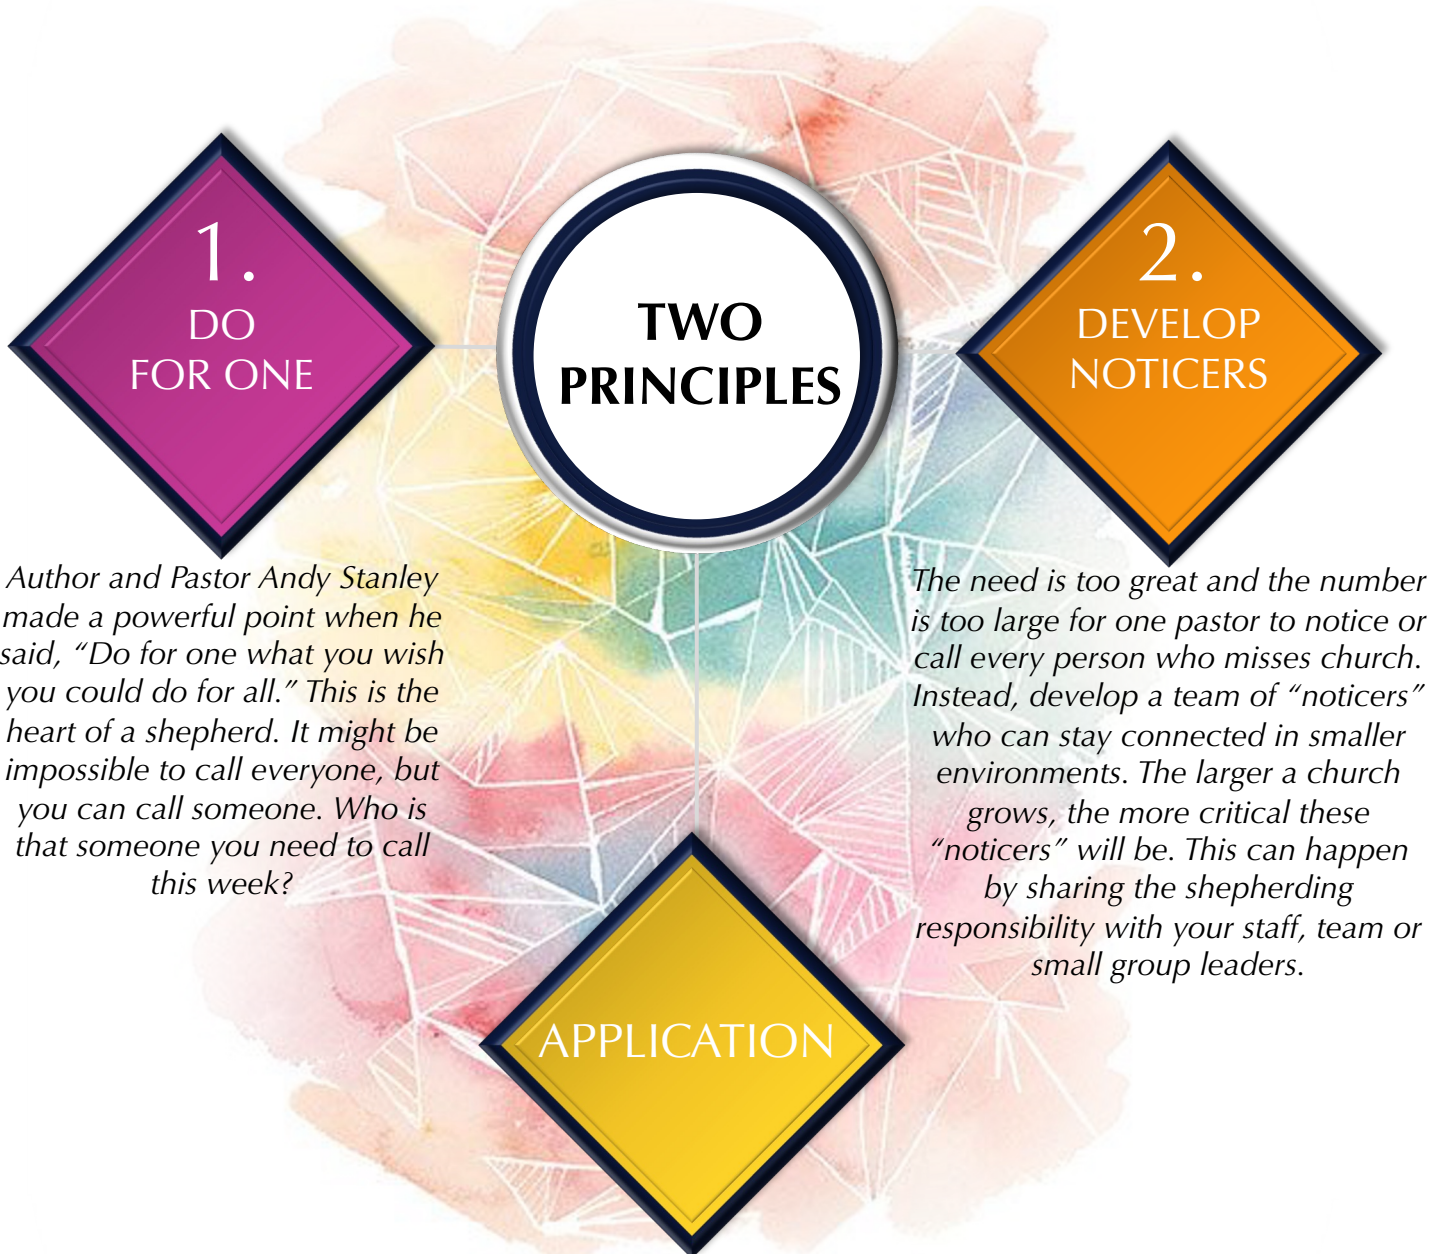 TWO
PRINCIPLES
1.
DO
FOR ONE
Author and Pastor Andy Stanley
made a powerful point when he
said, “Do for one what you wish
you could do for all.” This is the
heart of a shepherd. It might be
impossible to call everyone, but
you can call someone. Who is
that someone you need to call
this week?
2.
DEVELOP
NOTICERS
The need is too great and the number
is too large for one pastor to notice or
call every person who misses church.
Instead, develop a team of “noticers”
who can stay connected in smaller
environments. The larger a church
grows, the more critical these
“noticers” will be. This can happen
by sharing the shepherding
responsibility with your staff, team or
small group leaders.
APPLICATION